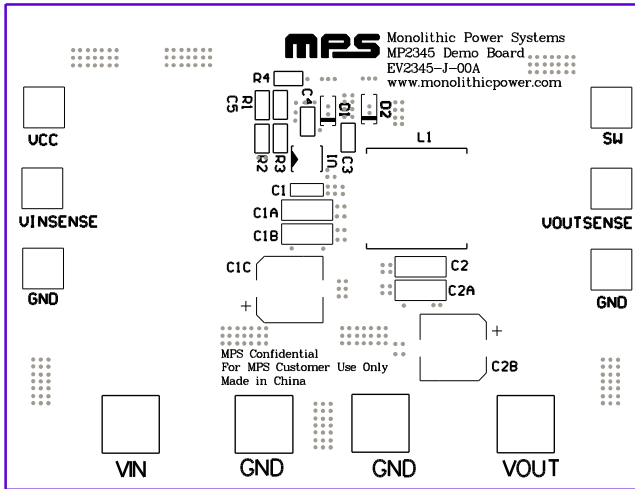 mps
Monolithic Power Systems
MP2345 Demo Board
EV2345-J-00A
www.monolithicpower.com
R4
C5
R1
C4
D1
D2
VCC
SW
R2
R3
U1
C3
L1
C1
VINSENSE
C1A
VOUTSENSE
C1B
C1C
C2
C2A
GND
GND
C2B
MPS Confidential
For MPS Customer Use Only
Made in China
VIN
GND
GND
VOUT